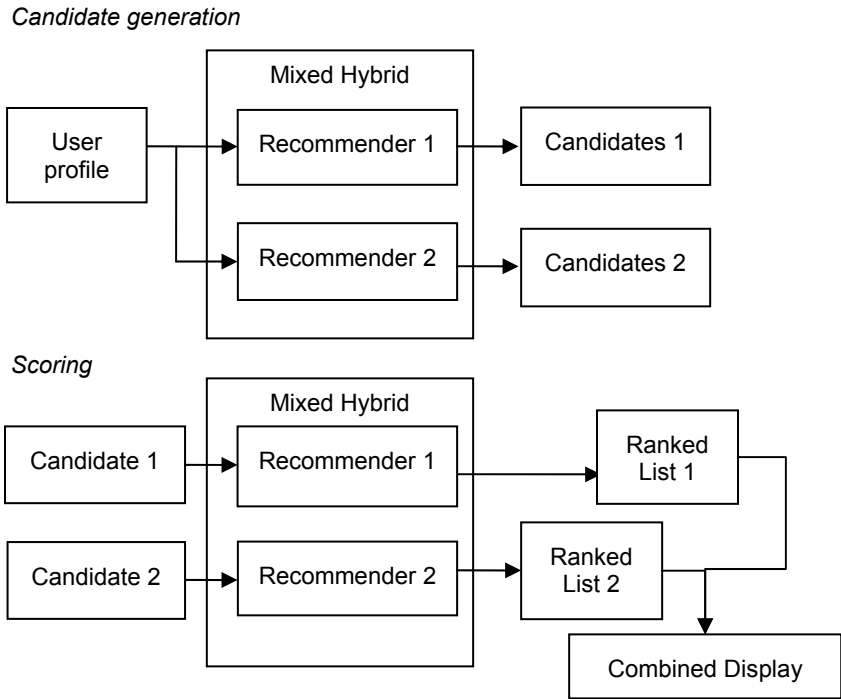 Candidate generation
Mixed Hybrid
User
profile
Recommender 1
Candidates 1
Recommender 2
Candidates 2
Scoring
Mixed Hybrid
Candidate 1
Recommender 1
Ranked
List 1
Candidate 2
Recommender 2
Ranked
List 2
Combined Display